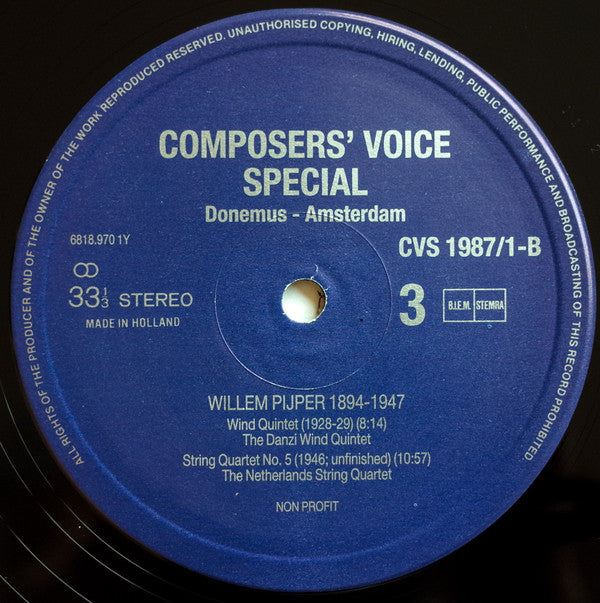 ALL RIGHTS OF THE PRODUCER AND OF THE OWNER OF THE WORK REPRODUCED RESERVED. UNAUTHORISED COPYING, HIRING, LENDING, PUBLIC PERFORMANCE AND BROADCASTING OF THIS RECORD PROHIBITED.
COMPOSERS' VOICE
SPECIAL
Donemus - Amsterdam
6818.970 1Y
CVS 1987/1-B
33 1/3 STEREO
MADE IN HOLLAND
3
B.I.E.M. STEMRA
WILLEM PIJPER 1894-1947
Wind Quintet (1928-29) (8:14)
The Danzi Wind Quintet
String Quartet No. 5 (1946; unfinished) (10:57)
The Netherlands String Quartet
NON PROFIT